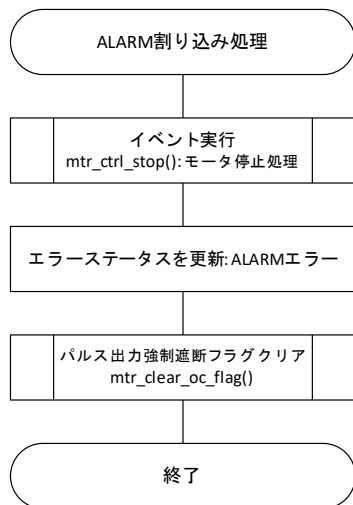 ALARM割り込み処理
イベント実行
mtr_ctrl_stop(): モータ停止処理
エラーステータスを更新: ALARMエラー
パルス出力強制遮断フラグクリア
mtr_clear_oc_flag()
終了